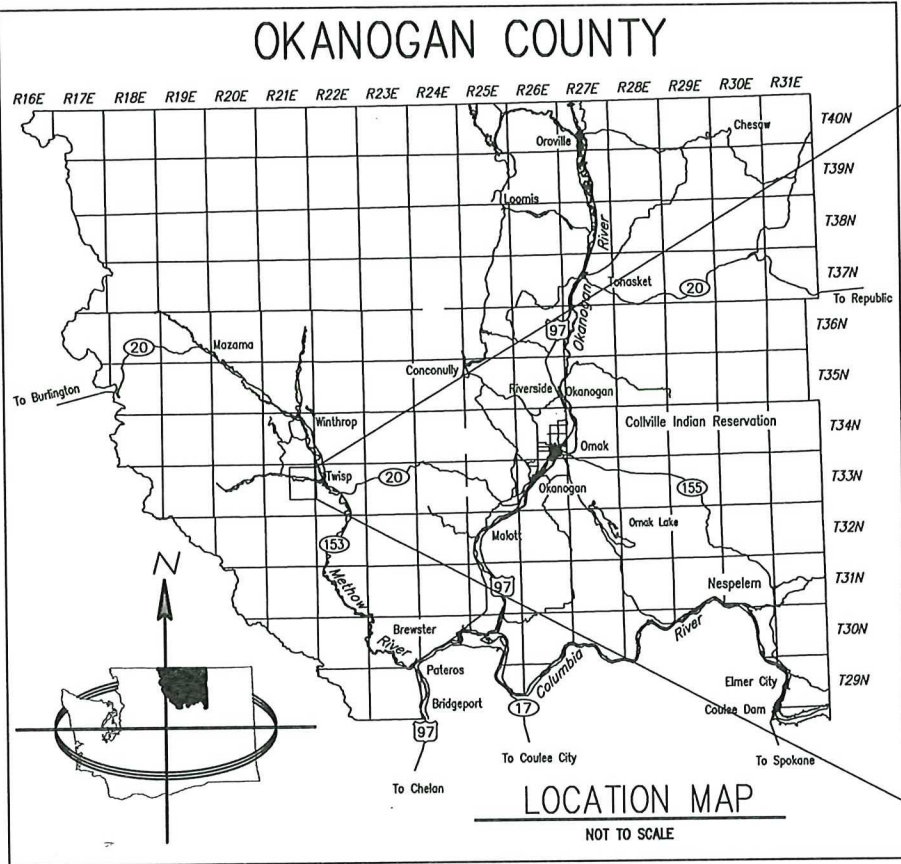 OKANOGAN COUNTY
R16E R17E R18E R19E R20E R21E R22E R23E R24E R25E R26E R27E R28E R29E R30E R31E
T40N
Chesaw
Oroville
T39N
Loomis
T38N
River
T37N
Tonasket
20
To Republic
Okanogan
97
T36N
20
Mazama
Conconully
T35N
To Burlington
Riverside
Okanogan
Winthrop
T34N
Collville Indian Reservation
Omak
Twisp
20
T33N
Okanogan
155
Omak Lake
T32N
Malott
153
N
Methow
97
T31N
Nespelem
Brewster
River
River
T30N
Pateros
Columbia
Elmer City
T29N
Bridgeport
17
Coulee Dam
97
To Coulee City
To Spokane
To Chelan
LOCATION MAP
NOT TO SCALE